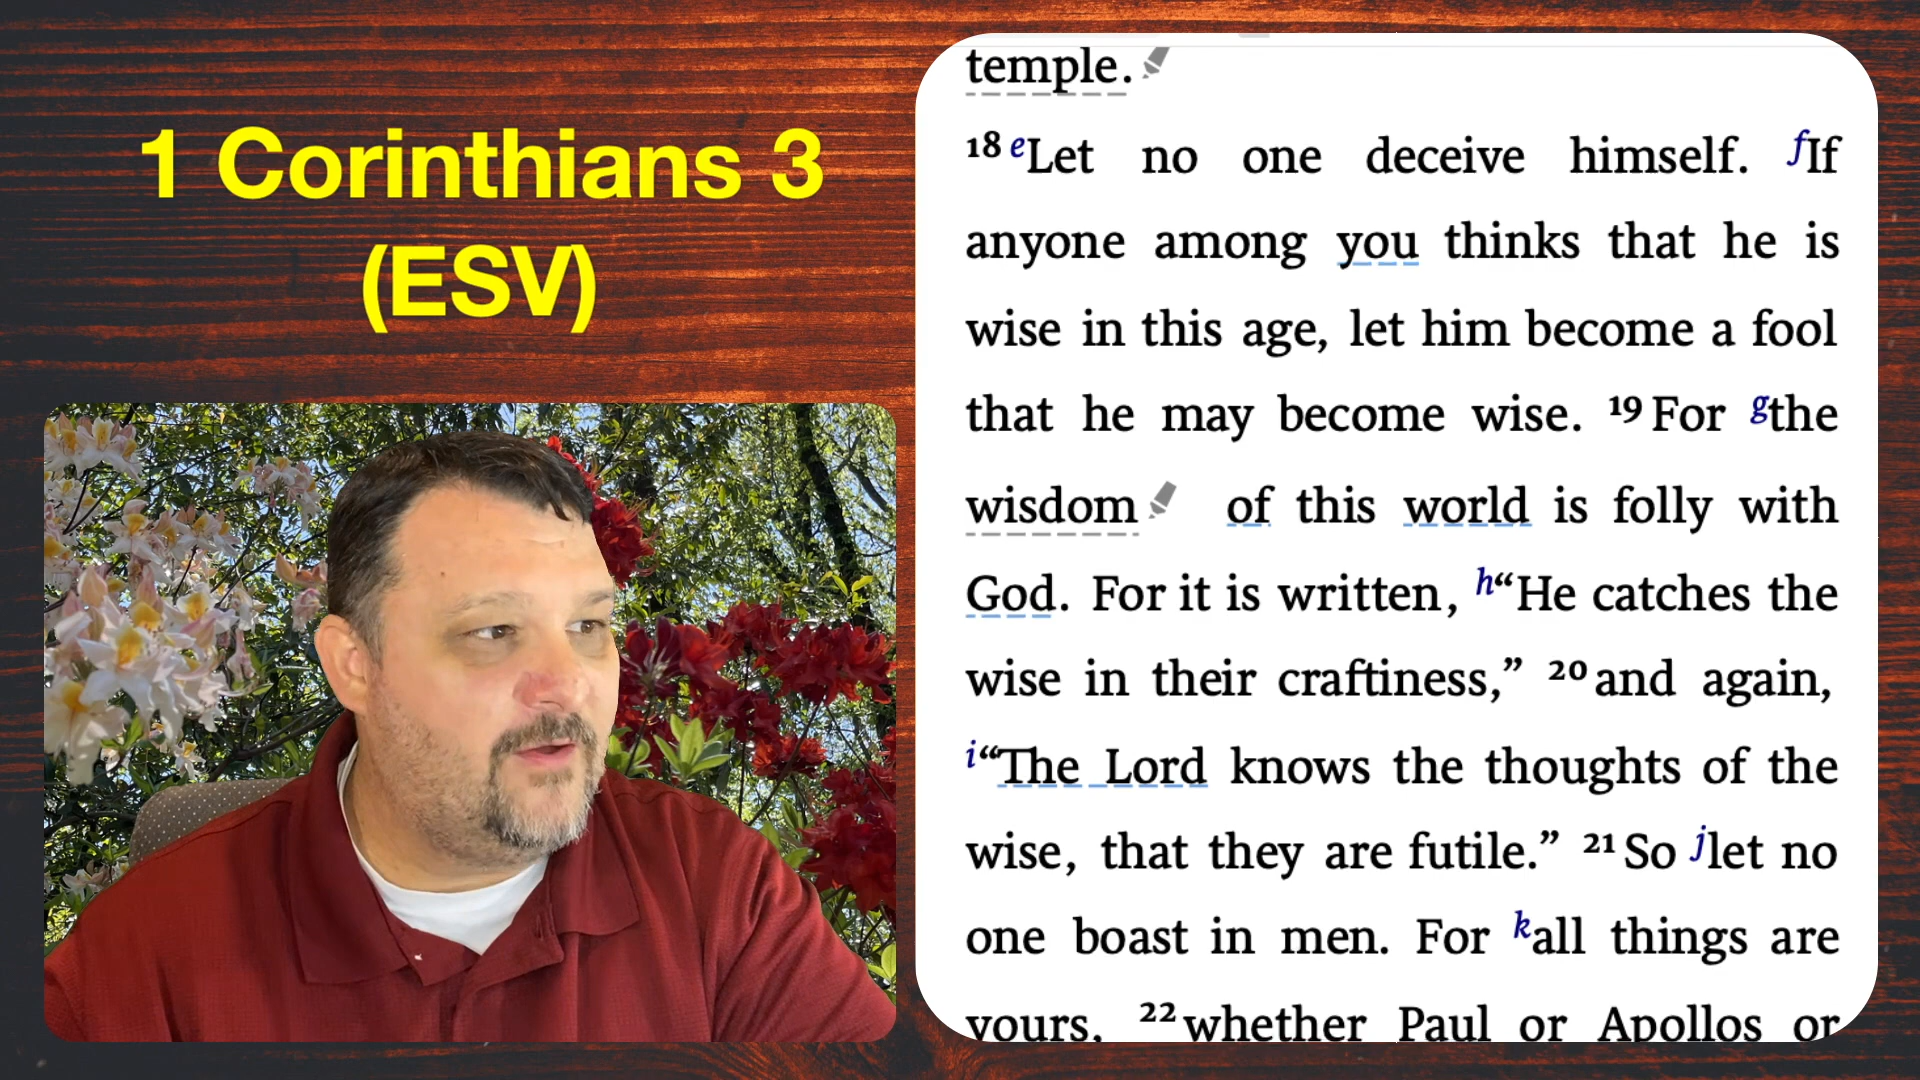 1 Corinthians 3
(ESV)
temple.
18 eLet no one deceive himself. fIf
anyone among you thinks that he is
wise in this age, let him become a fool
that he may become wise. 19 For gthe
wisdom of this world is folly with
God. For it is written, h“He catches the
wise in their craftiness,” 20 and again,
i“The Lord knows the thoughts of the
wise, that they are futile.” 21 So jlet no
one boast in men. For kall things are
yours, 22 whether Paul or Apollos or